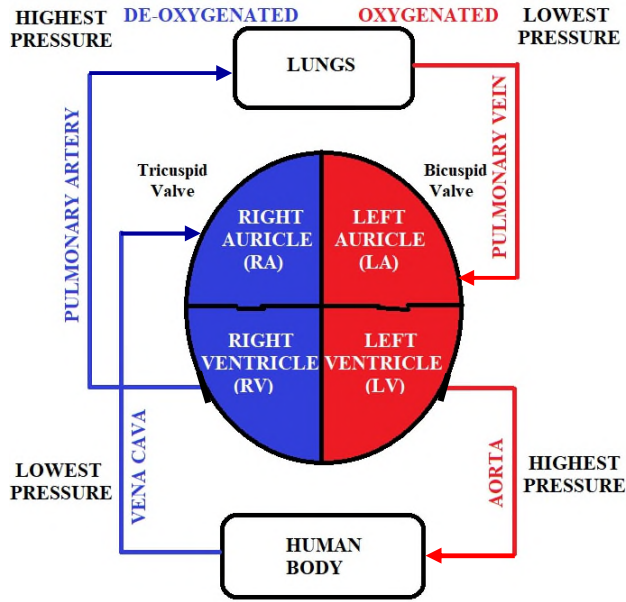 HIGHEST
PRESSURE
DE-OXYGENATED
OXYGENATED
LOWEST
PRESSURE
LUNGS
PULMONARY ARTERY
PULMONARY VEIN
Tricuspid
Valve
Bicuspid
Valve
RIGHT
AURICLE
(RA)
LEFT
AURICLE
(LA)
RIGHT
VENTRICLE
(RV)
LEFT
VENTRICLE
(LV)
LOWEST
PRESSURE
VENA CAVA
AORTA
HIGHEST
PRESSURE
HUMAN
BODY